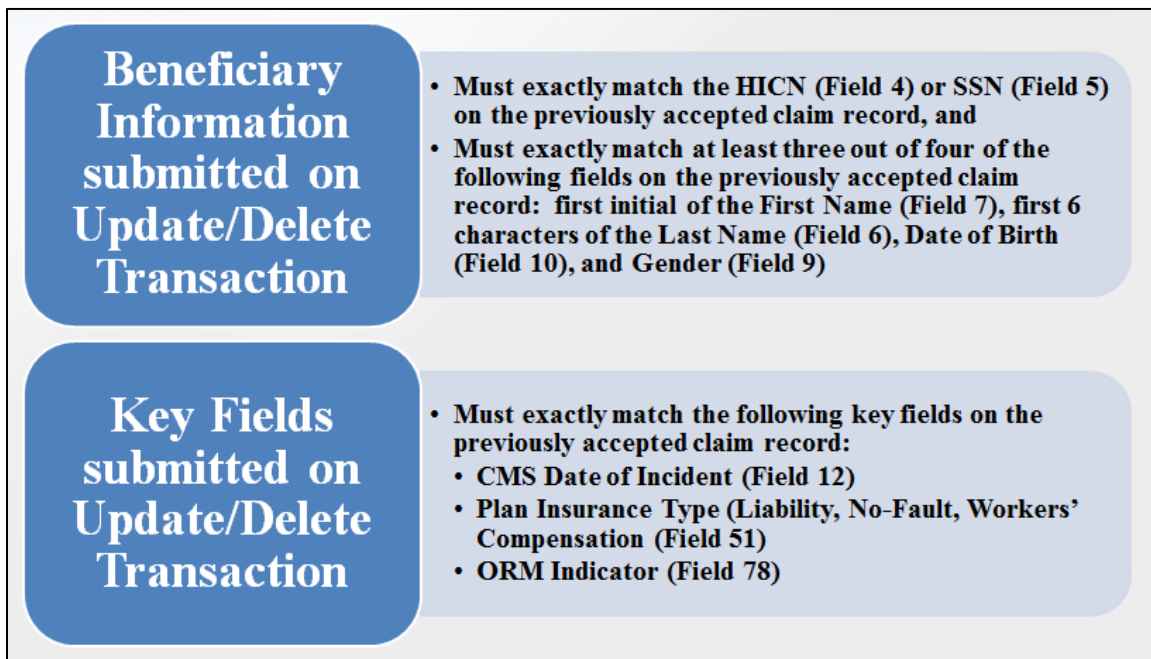 Beneficiary
Information
submitted on
Update/Delete
Transaction
• Must exactly match the HICN (Field 4) or SSN (Field 5)
on the previously accepted claim record, and
• Must exactly match at least three out of four of the
following fields on the previously accepted claim
record:  first initial of the First Name (Field 7), first 6
characters of the Last Name (Field 6), Date of Birth
(Field 10), and Gender (Field 9)
Key Fields
submitted on
Update/Delete
Transaction
• Must exactly match the following key fields on the
previously accepted claim record:
• CMS Date of Incident (Field 12)
• Plan Insurance Type (Liability, No-Fault, Workers’
Compensation (Field 51)
• ORM Indicator (Field 78)